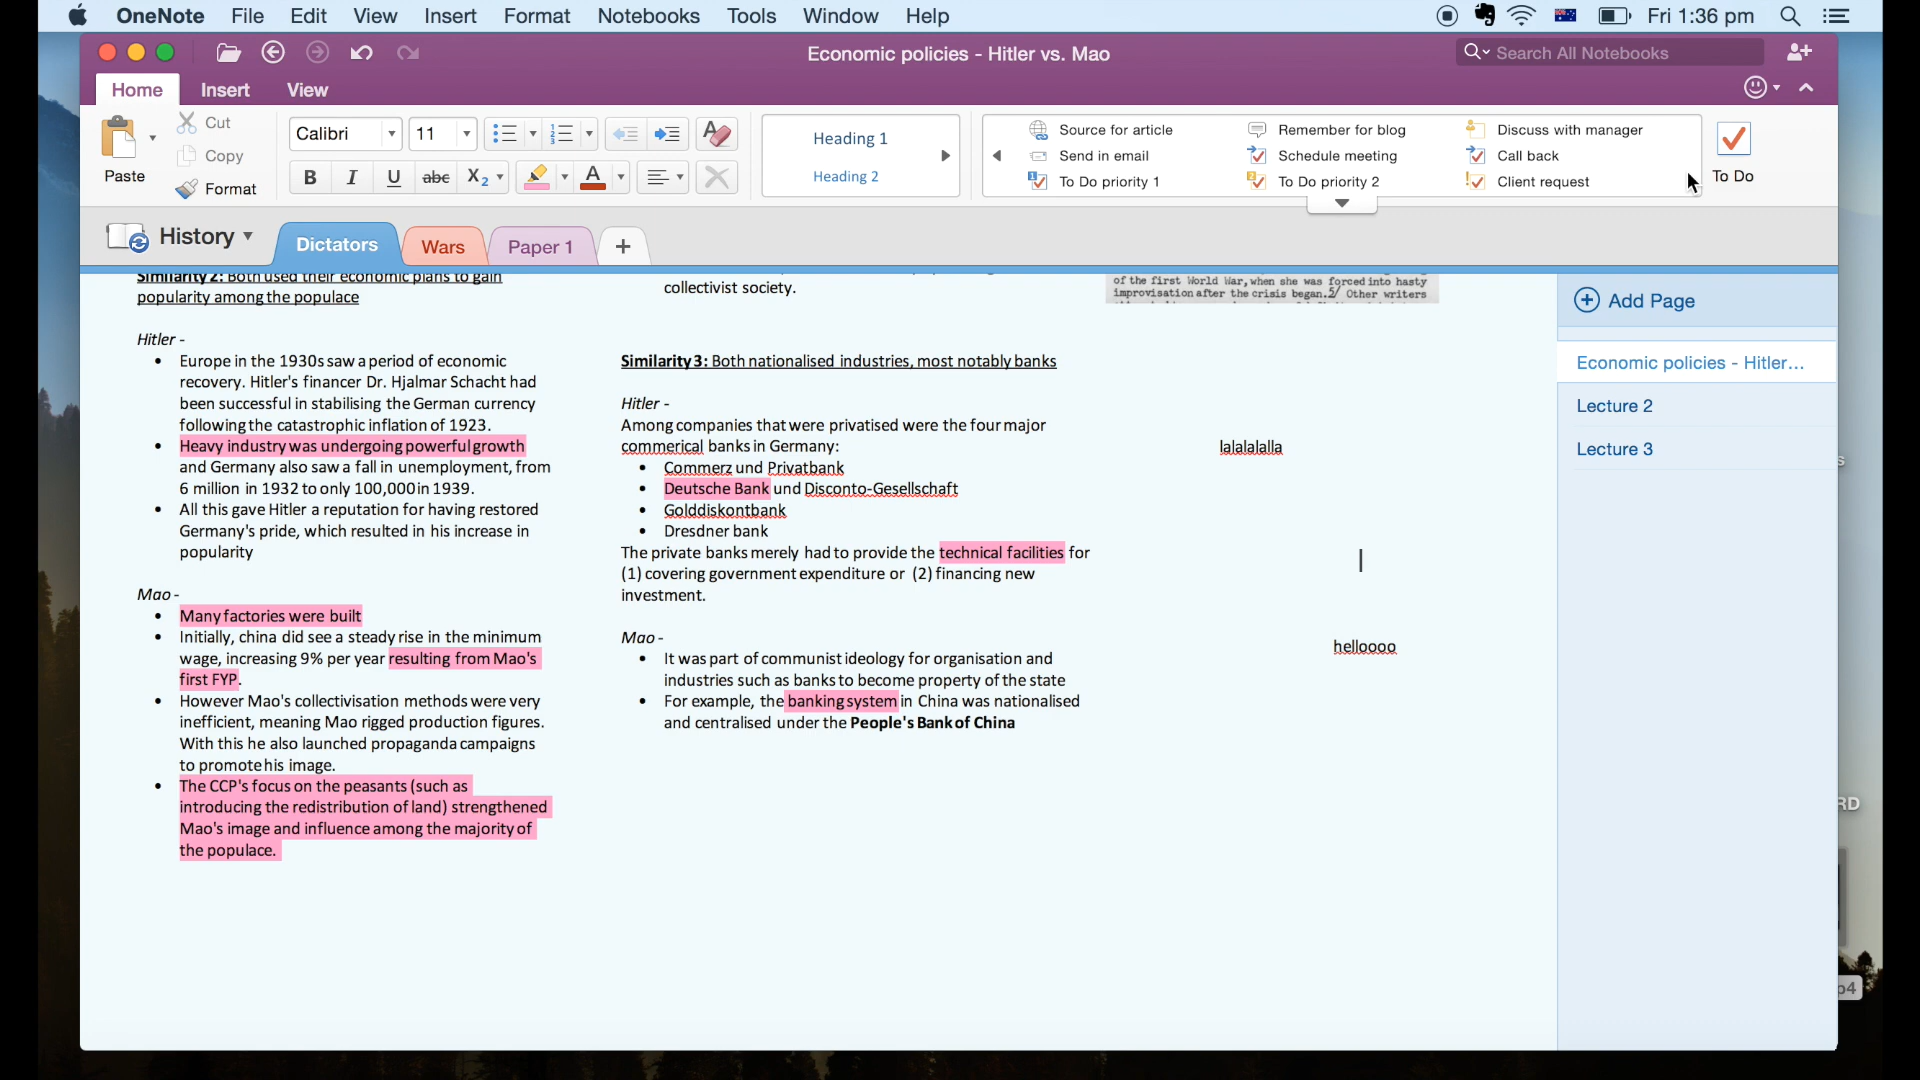 OneNote File Edit View Insert Format Notebooks Tools Window Help Fri 1:36 pm
Economic policies - Hitler vs. Mao
Search All Notebooks
Home Insert View
Paste
Cut
Copy
Format
Calibri 11
B I U abc X2 A
Heading 1
Heading 2
Source for article Remember for blog Discuss with manager
Send in email Schedule meeting Call back
To Do priority 1 To Do priority 2 Client request
To Do
History Dictators Wars Paper 1 +
Similarity 2: Both used their economic plans to gain
popularity among the populace
Hitler -
• Europe in the 1930s saw a period of economic
recovery. Hitler's financer Dr. Hjalmar Schacht had
been successful in stabilising the German currency
following the catastrophic inflation of 1923.
• Heavy industry was undergoing powerful growth
and Germany also saw a fall in unemployment, from
6 million in 1932 to only 100,000 in 1939.
• All this gave Hitler a reputation for having restored
Germany's pride, which resulted in his increase in
popularity
Mao -
• Many factories were built
• Initially, china did see a steady rise in the minimum
wage, increasing 9% per year resulting from Mao's
first FYP.
• However Mao's collectivisation methods were very
inefficient, meaning Mao rigged production figures.
With this he also launched propaganda campaigns
to promote his image.
• The CCP's focus on the peasants (such as
introducing the redistribution of land) strengthened
Mao's image and influence among the majority of
the populace.
collectivist society.
Similarity 3: Both nationalised industries, most notably banks
Hitler -
Among companies that were privatised were the four major
commerical banks in Germany:
• Commerz und Privatbank
• Deutsche Bank und Disconto-Gesellschaft
• Golddiskontbank
• Dresdner bank
The private banks merely had to provide the technical facilities for
(1) covering government expenditure or (2) financing new
investment.
Mao -
• It was part of communist ideology for organisation and
industries such as banks to become property of the state
• For example, the banking system in China was nationalised
and centralised under the People's Bank of China
of the first World War, when she was forced into hasty
improvisation after the crisis began.5/ Other writers
lalalalalla
helloooo
Add Page
Economic policies - Hitler...
Lecture 2
Lecture 3
RD